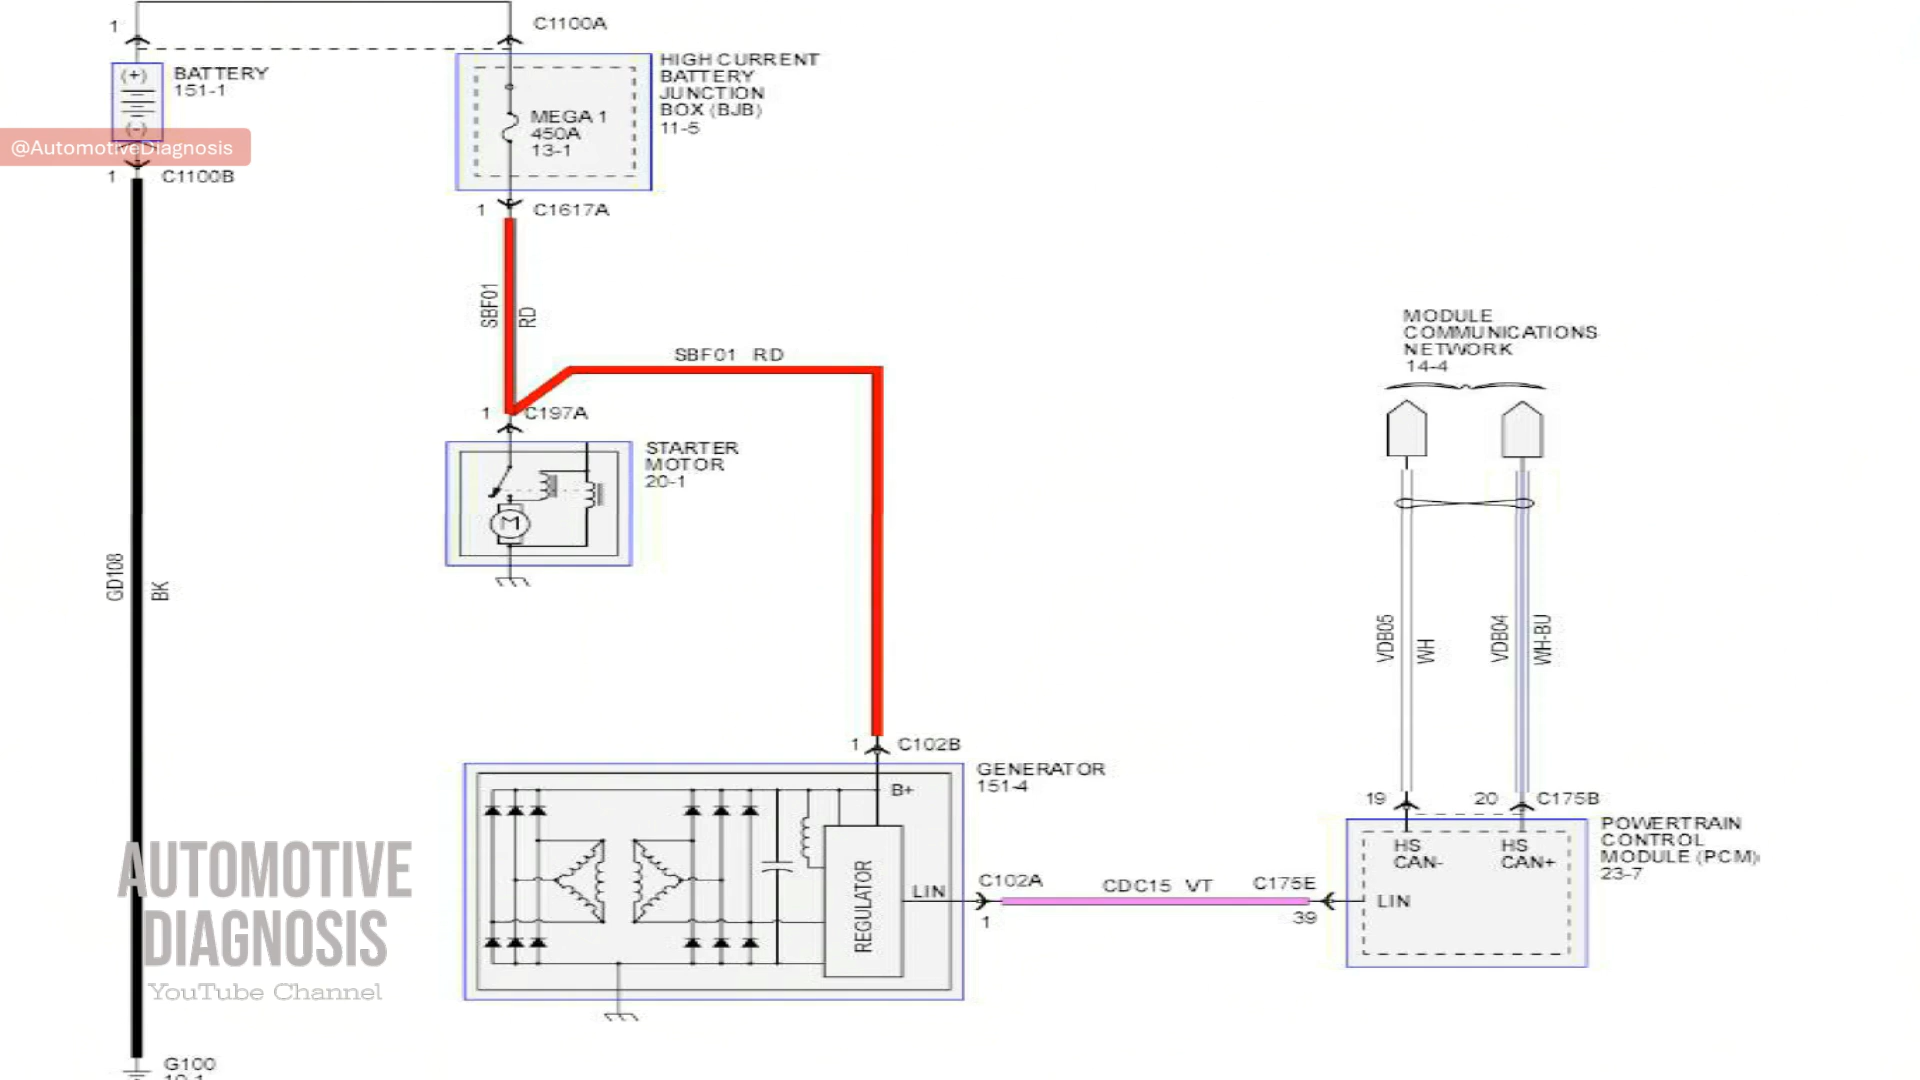 1
C1100A
(+)
BATTERY
151-1
(-)
@AutomotiveDiagnosis
1
C1100B
HIGH CURRENT
BATTERY
JUNCTION
BOX (BJB)
11-5
MEGA 1
450A
13-1
1
C1617A
SBF01
RD
SBF01 RD
1
C197A
STARTER
MOTOR
20-1
M
MODULE
COMMUNICATIONS
NETWORK
14-4
GD108
BK
VDB05
WH
VDB04
WH-BU
1
C102B
GENERATOR
151-4
B+
REGULATOR
LIN
C102A
1
CDC15 VT
C175E
39
19
20
C175B
POWERTRAIN
CONTROL
MODULE (PCM)
23-7
HS
CAN-
HS
CAN+
LIN
AUTOMOTIVE
DIAGNOSIS
YouTube Channel
G100